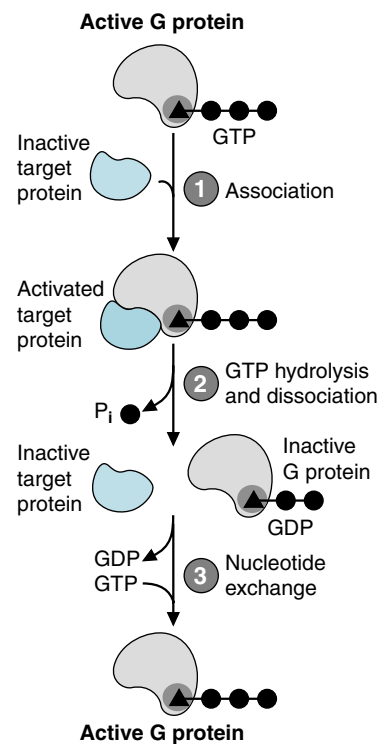 Active G protein
GTP
Inactive
target
protein
1 Association
Activated
target
protein
2 GTP hydrolysis
and dissociation
Pi
Inactive
target
protein
Inactive
G protein
GDP
GDP
GTP
3 Nucleotide
exchange
Active G protein